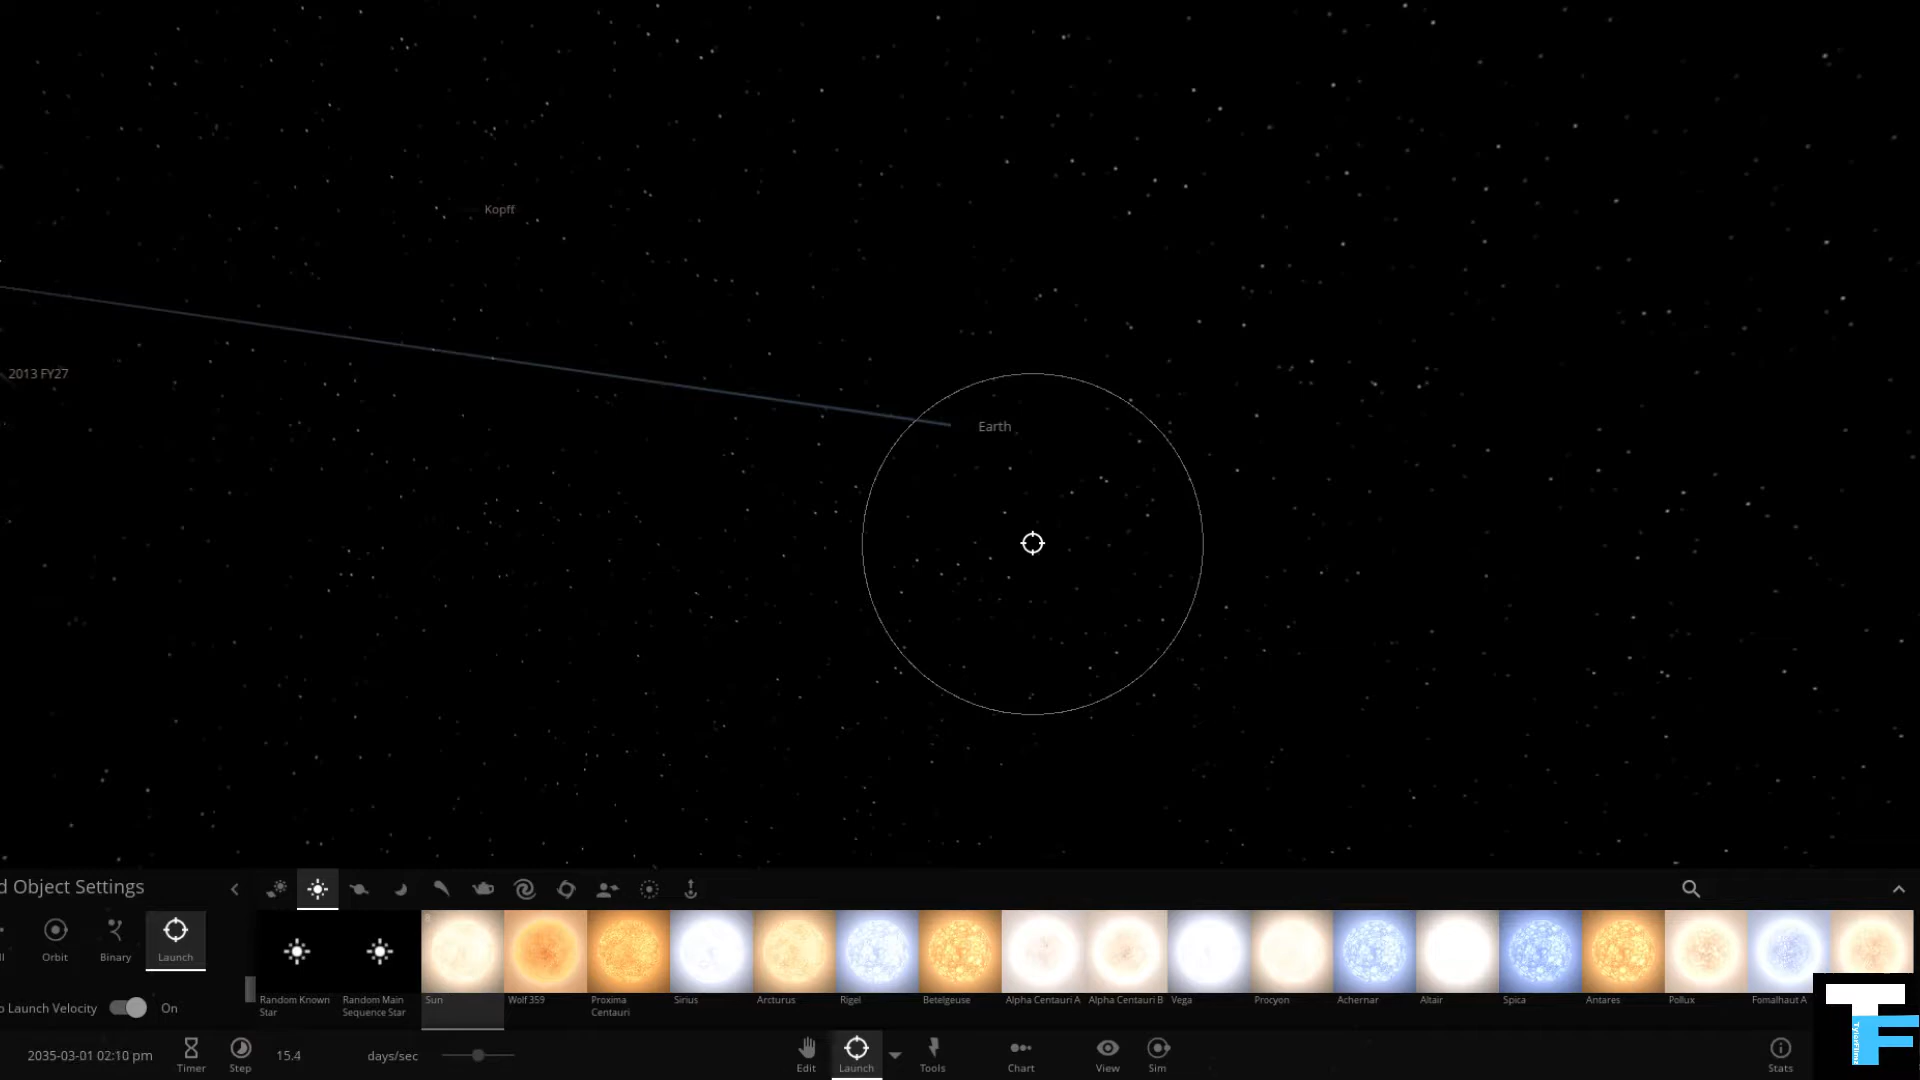 Kopff
2013 FY27
Earth
d Object Settings
Orbit
Binary
Launch
o Launch Velocity
On
Random Known
Star
Random Main
Sequence Star
Sun
Wolf 359
Proxima
Centauri
Sirius
Arcturus
Rigel
Betelgeuse
Alpha Centauri A
Alpha Centauri B
Vega
Procyon
Achernar
Altair
Spica
Antares
Pollux
Fomalhaut A
2035-03-01 02:10 pm
Timer
Step
15.4
days/sec
Edit
Launch
Tools
Chart
View
Sim
Stats
TF